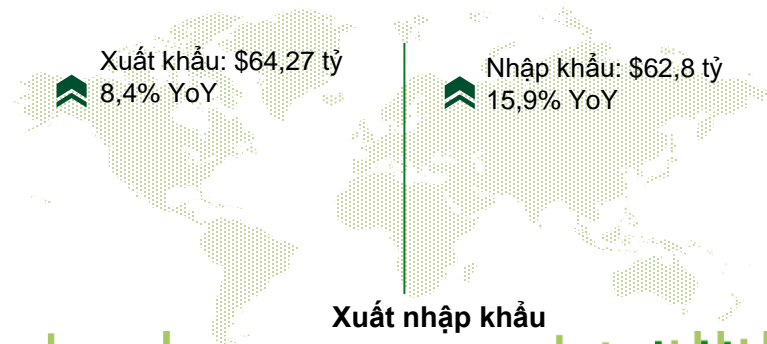 Xuất khẩu: $64,27 tỷ
8,4% YoY
Nhập khẩu: $62,8 tỷ
15,9% YoY
Xuất nhập khẩu